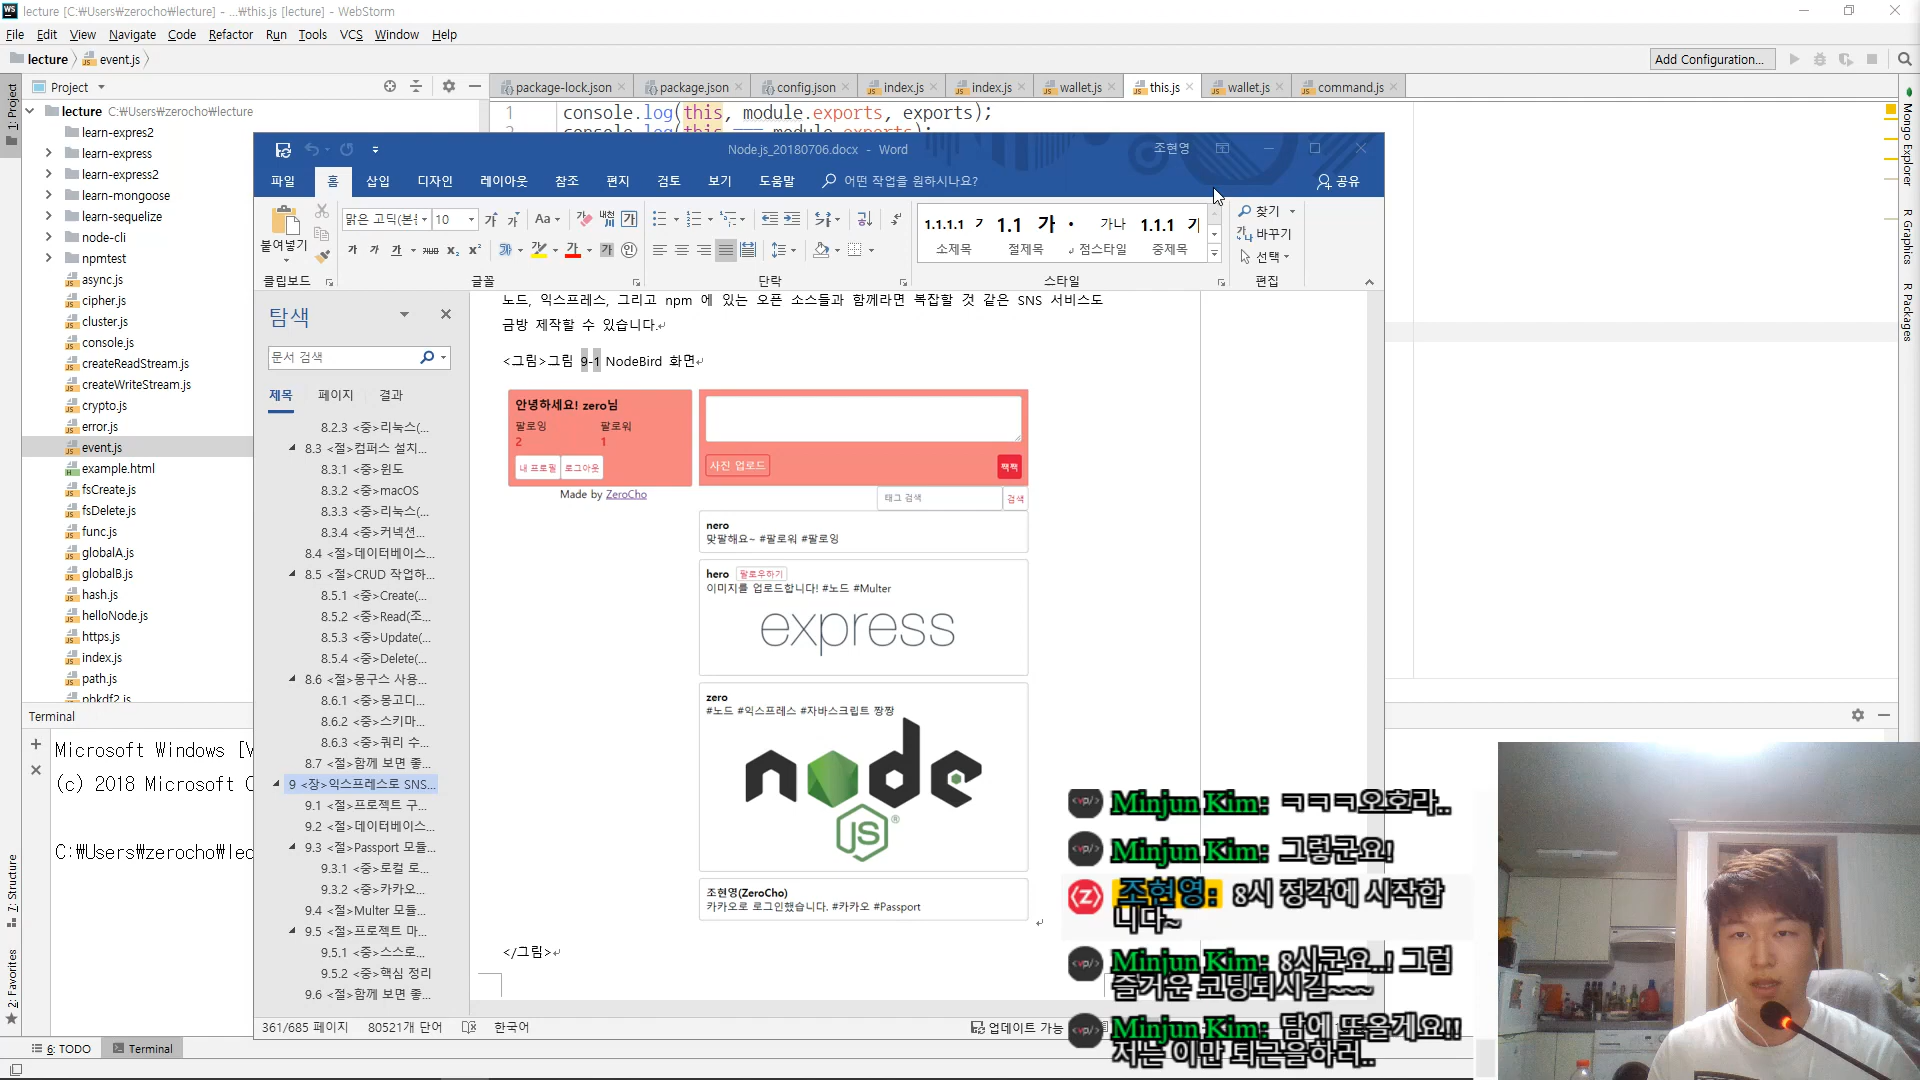 lecture [C:₩Users₩zerocho₩lecture] - ...₩this.js [lecture] - WebStorm
File Edit View Navigate Code Refactor Run Tools VCS Window Help
lecture event.js
Add Configuration...
Project
package-lock.json package.json config.json index.js index.js wallet.js this.js wallet.js command.js
1: Project
lecture C:₩Users₩zerocho₩lecture
learn-expres2
learn-express
learn-express2
learn-mongoose
learn-sequelize
node-cli
npmtest
async.js
cipher.js
cluster.js
console.js
createReadStream.js
createWriteStream.js
crypto.js
error.js
event.js
example.html
fsCreate.js
fsDelete.js
func.js
globalA.js
globalB.js
hash.js
helloNode.js
https.js
index.js
path.js
pbkdf2.js
1 console.log(this, module.exports, exports);
2 console.log(this === module.exports);
Mongo Explorer
R Graphics
R Packages
Node.js_20180706.docx - Word
조현영
파일 홈 삽입 디자인 레이아웃 참조 편지 검토 보기 도움말 어떤 작업을 원하시나요? 공유
붙여넣기
맑은 고딕(본 10
1.1.1.1 1.1 가 가나 1.1.1
소제목 절제목 점스타일 중제목
찾기
바꾸기
선택
클립보드 글꼴 단락 스타일 편집
탐색
문서 검색
제목 페이지 결과
8.2.3 <중>리눅스(...
8.3 <절>컴퍼스 설치...
8.3.1 <중>윈도
8.3.2 <중>macOS
8.3.3 <중>리눅스(...
8.3.4 <중>커넥션...
8.4 <절>데이터베이스...
8.5 <절>CRUD 작업하...
8.5.1 <중>Create(...
8.5.2 <중>Read(조...
8.5.3 <중>Update(...
8.5.4 <중>Delete(...
8.6 <절>몽구스 사용...
8.6.1 <중>몽고디...
8.6.2 <중>스키마...
8.6.3 <중>쿼리 수...
8.7 <절>함께 보면 좋...
9 <장>익스프레스로 SNS...
9.1 <절>프로젝트 구...
9.2 <절>데이터베이스...
9.3 <절>Passport 모듈...
9.3.1 <중>로컬 로...
9.3.2 <중>카카오...
9.4 <절>Multer 모듈...
9.5 <절>프로젝트 마...
9.5.1 <중>스스로...
9.5.2 <중>핵심 정리
9.6 <절>함께 보면 좋...
노드, 익스프레스, 그리고 npm 에 있는 오픈 소스들과 함께라면 복잡할 것 같은 SNS 서비스도
금방 제작할 수 있습니다.
<그림>그림 9-1 NodeBird 화면
안녕하세요! zero님
팔로잉 팔로워
2 1
내 프로필 로그아웃
사진 업로드 짹짹
Made by ZeroCho
태그 검색 검색
nero
맞팔해요~ #팔로워 #팔로잉
hero 팔로우하기
이미지를 업로드합니다! #노드 #Multer
express
zero
#노드 #익스프레스 #자바스크립트 짱짱
node
JS
조현영(ZeroCho)
카카오로 로그인했습니다. #카카오 #Passport
</그림>
361/685 페이지 80521개 단어 한국어 업데이트 가능
Terminal
Microsoft Windows [V
(c) 2018 Microsoft C
C:₩Users₩zerocho₩lec
7: Structure
2: Favorites
6: TODO Terminal
Minjun Kim: ㅋㅋㅋ오호라..
Minjun Kim: 그렇군요!
조현영: 8시 정각에 시작합
니다~
Minjun Kim: 8시군요..! 그럼
즐거운 코딩되시길~~~
Minjun Kim: 담에 또올게요!!
저는 이만 퇴근을하러..